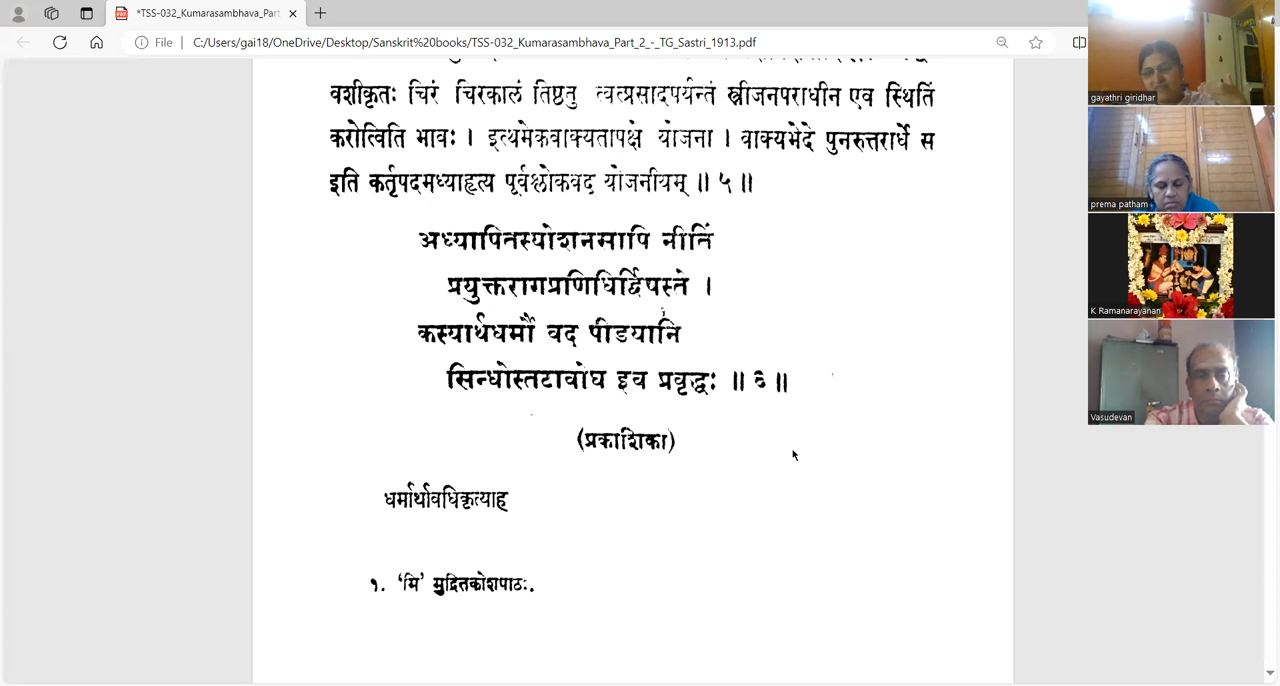 *TSS-032_Kumarasambhava_Part
File
C:/Users/gai18/OneDrive/Desktop/Sanskrit%20books/TSS-032_Kumarasambhava_Part_2_-_TG_Sastri_1913.pdf
वशीकृतः चिरं चिरकालं तिष्ठतु त्वत्प्रसादपर्यन्तं स्त्रीजनपराधीन एव स्थितिं
करोत्विति भावः । इत्थमेकवाक्यतापक्षे योजना । वाक्यभेदे पुनरुत्तरार्धे स
इति कर्तृपदमध्याहृत्य पूर्वश्लोकवद् योजनीयम् ॥ ५ ॥
अध्यापितस्योशनसापि नीतिं
प्रयुक्तरागप्रणिधिर्द्विषस्ते ।
कस्यार्थधर्मौ वद पीडयानि
सिन्धोस्तटावोघ इव प्रवृद्धः ॥ ६ ॥
(प्रकाशिका)
धर्मार्थावधिकृत्याह
१. ‘मि’ मुद्रितकोशपाठः.
gayathri giridhar
prema patham
K Ramanarayanan
Vasudevan